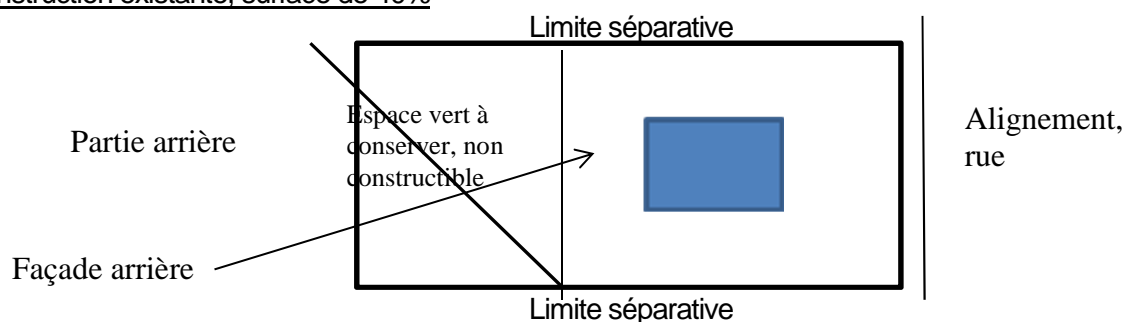 Limite séparative
Espace vert à
conserver, non
constructible
Partie arrière
Alignement,
rue
Façade arrière
Limite séparative